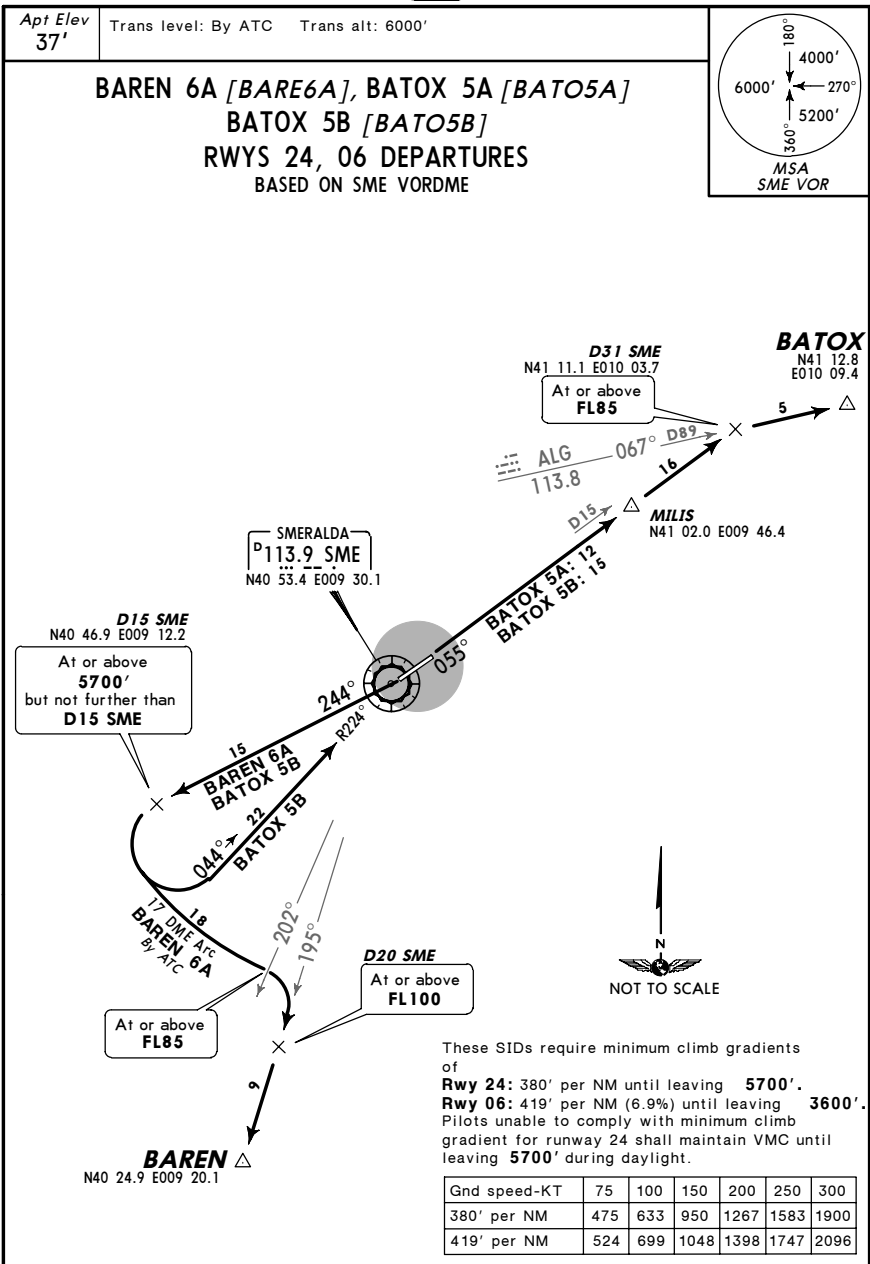 Apt Elev
37'
Trans level: By ATC Trans alt: 6000'
180°
4000'
6000'
270°
5200'
360°
MSA
SME VOR
BAREN 6A [BARE6A], BATOX 5A [BATO5A]
BATOX 5B [BATO5B]
RWYS 24, 06 DEPARTURES
BASED ON SME VORDME
BATOX
N41 12.8
E010 09.4
D31 SME
N41 11.1 E010 03.7
At or above
FL85
5
ALG
113.8
067°
D89
16
D15
MILIS
N41 02.0 E009 46.4
SMERALDA
D113.9 SME
N40 53.4 E009 30.1
BATOX 5A: 12
BATOX 5B: 15
055°
D15 SME
N40 46.9 E009 12.2
At or above
5700'
but not further than
D15 SME
244°
R224°
15
BAREN 6A
BATOX 5B
044°
22
BATOX 5B
18
17 DME Arc
BAREN 6A
By ATC
202°
195°
D20 SME
At or above
FL100
At or above
FL85
9
BAREN
N40 24.9 E009 20.1
N
NOT TO SCALE
These SIDs require minimum climb gradients
of
Rwy 24: 380' per NM until leaving 5700'.
Rwy 06: 419' per NM (6.9%) until leaving 3600'.
Pilots unable to comply with minimum climb
gradient for runway 24 shall maintain VMC until
leaving 5700' during daylight.
Gnd speed-KT 75 100 150 200 250 300
380' per NM 475 633 950 1267 1583 1900
419' per NM 524 699 1048 1398 1747 2096